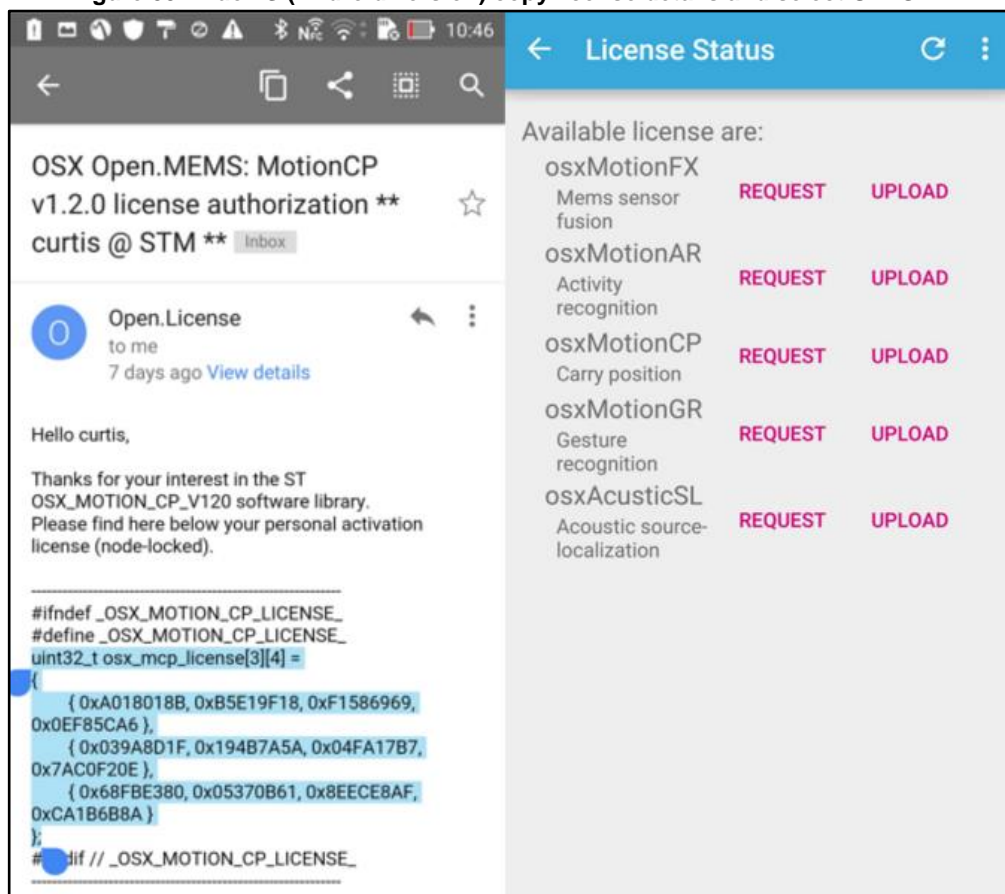 10:46
OSX Open.MEMS: MotionCP
v1.2.0 license authorization **
curtis @ STM ** Inbox
O
Open.License
to me
7 days ago View details
Hello curtis,
Thanks for your interest in the ST
OSX_MOTION_CP_V120 software library.
Please find here below your personal activation
license (node-locked).
------------------------------------------------------------
#ifndef _OSX_MOTION_CP_LICENSE_
#define _OSX_MOTION_CP_LICENSE_
uint32_t osx_mcp_license[3][4] =
{
{ 0xA018018B, 0xB5E19F18, 0xF1586969,
0x0EF85CA6 },
{ 0x039A8D1F, 0x194B7A5A, 0x04FA17B7,
0x7AC0F20E },
{ 0x68FBE380, 0x05370B61, 0x8EECE8AF,
0xCA1B6B8A }
};
# dif // _OSX_MOTION_CP_LICENSE_
------------------------------------------------------------
License Status
Available license are:
osxMotionFX
Mems sensor
fusion
REQUEST UPLOAD
osxMotionAR
Activity
recognition
REQUEST UPLOAD
osxMotionCP
Carry position
REQUEST UPLOAD
osxMotionGR
Gesture
recognition
REQUEST UPLOAD
osxAcusticSL
Acoustic source-
localization
REQUEST UPLOAD